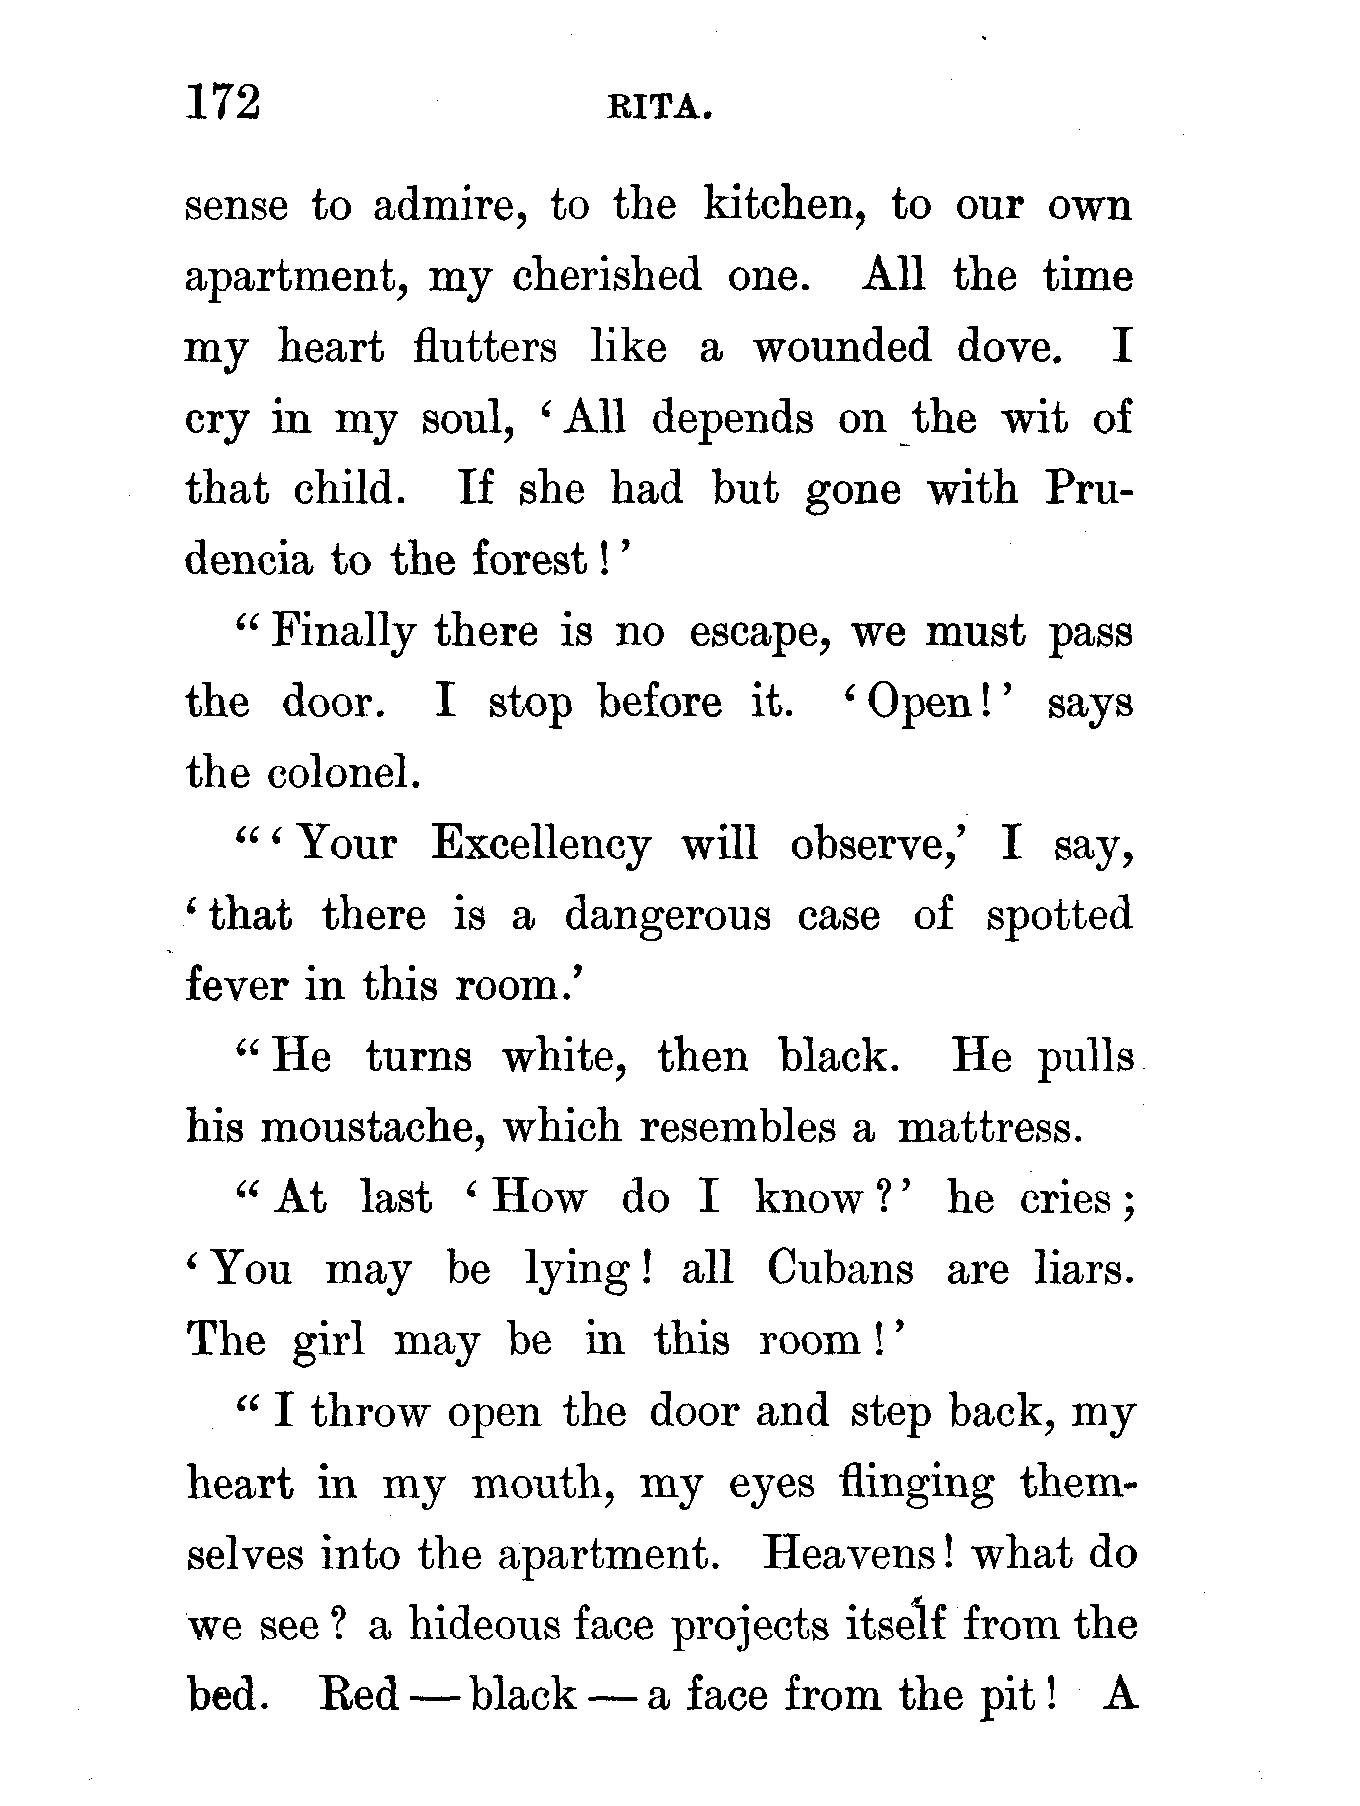 172 RITA.
sense to admire, to the kitchen, to our own
apartment, my cherished one. All the time
my heart flutters like a wounded dove. I
cry in my soul, ‘All depends on the wit of
that child. If she had but gone with Pru-
dencia to the forest!’
“Finally there is no escape, we must pass
the door. I stop before it. ‘Open!’ says
the colonel.
“‘Your Excellency will observe,’ I say,
‘that there is a dangerous case of spotted
fever in this room.’
“He turns white, then black. He pulls
his moustache, which resembles a mattress.
“At last ‘How do I know?’ he cries;
‘You may be lying! all Cubans are liars.
The girl may be in this room!’
“I throw open the door and step back, my
heart in my mouth, my eyes flinging them-
selves into the apartment. Heavens! what do
we see? a hideous face projects itself from the
bed. Red—black—a face from the pit! A